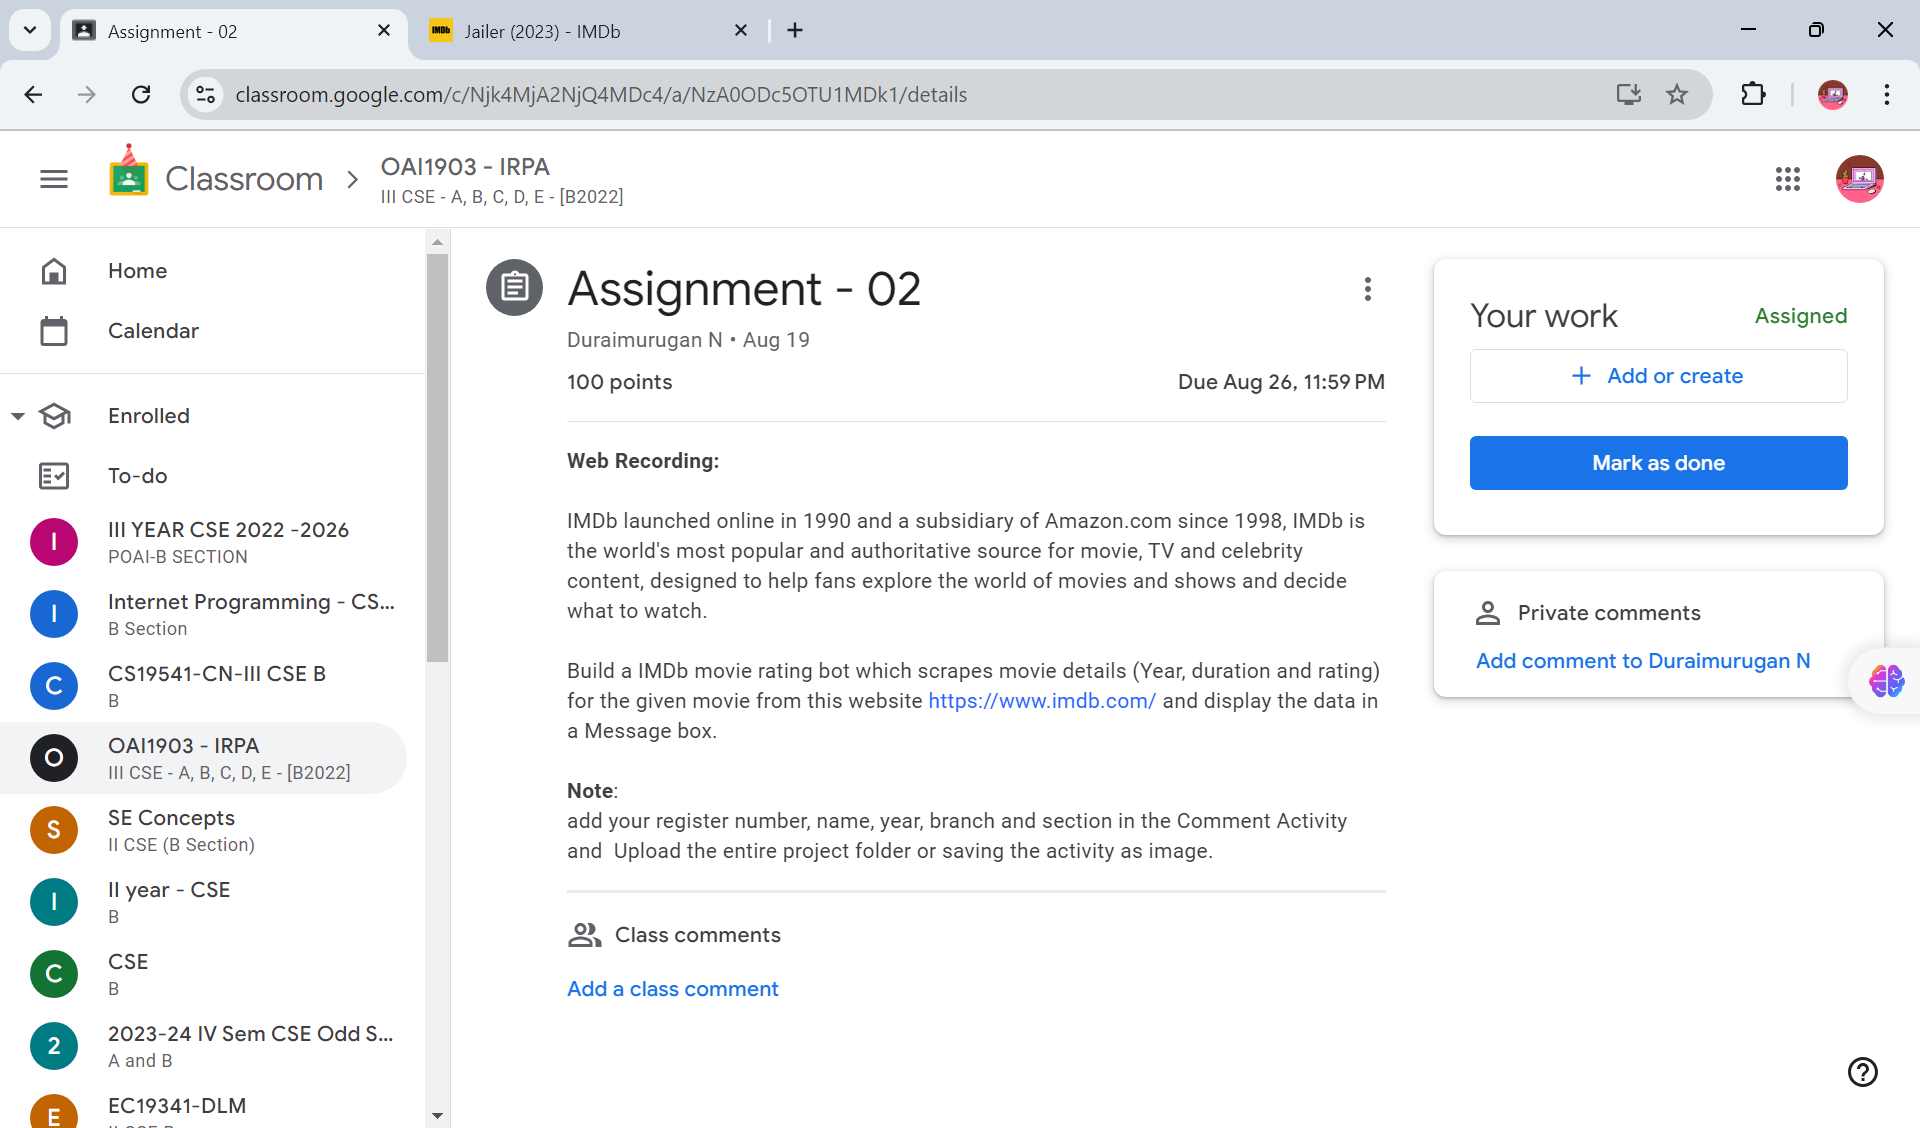 Assignment - 02
IMDb
Jailer (2023) - IMDb
classroom.google.com/c/Njk4MjA2NjQ4MDc4/a/NzA0ODc5OTU1MDk1/details
Classroom
OAI1903 - IRPA
III CSE - A, B, C, D, E - [B2022]
Home
Calendar
Enrolled
To-do
I
III YEAR CSE 2022 -2026
POAI-B SECTION
I
Internet Programming - CS...
B Section
C
CS19541-CN-III CSE B
B
O
OAI1903 - IRPA
III CSE - A, B, C, D, E - [B2022]
S
SE Concepts
II CSE (B Section)
I
II year - CSE
B
C
CSE
B
2
2023-24 IV Sem CSE Odd S...
A and B
E
EC19341-DLM
Assignment - 02
Duraimurugan N • Aug 19
100 points
Due Aug 26, 11:59 PM
Web Recording:
IMDb launched online in 1990 and a subsidiary of Amazon.com since 1998, IMDb is
the world's most popular and authoritative source for movie, TV and celebrity
content, designed to help fans explore the world of movies and shows and decide
what to watch.
Build a IMDb movie rating bot which scrapes movie details (Year, duration and rating)
for the given movie from this website https://www.imdb.com/ and display the data in
a Message box.
Note:
add your register number, name, year, branch and section in the Comment Activity
and  Upload the entire project folder or saving the activity as image.
Class comments
Add a class comment
Your work
Assigned
+ Add or create
Mark as done
Private comments
Add comment to Duraimurugan N